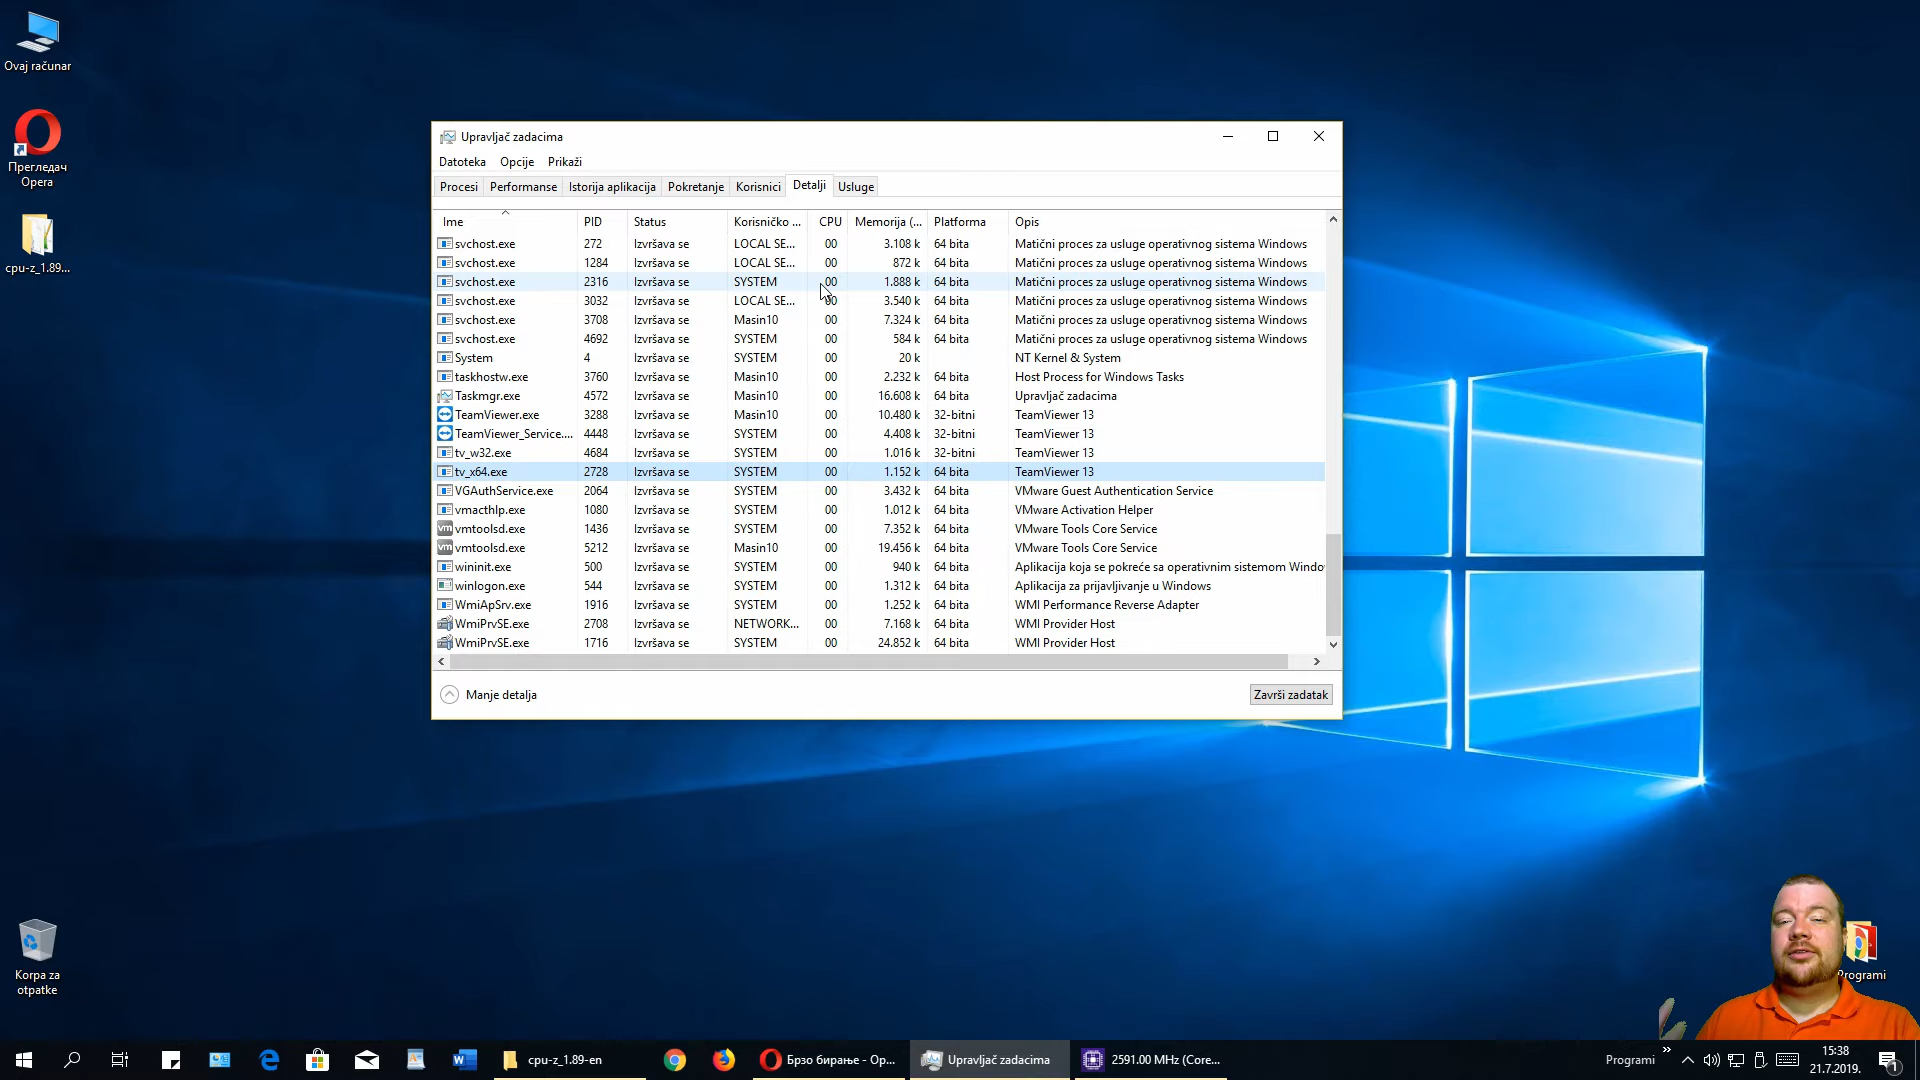 Ovaj računar
Прегледач
Opera
cpu-z_1.89...
Korpa za
otpatke
Upravljač zadacima
Datoteka Opcije Prikaži
Procesi Performanse Istorija aplikacija Pokretanje Korisnici Detalji Usluge
Ime PID Status Korisničko ... CPU Memorija (... Platforma Opis
svchost.exe 272 Izvršava se LOCAL SE... 00 3.108 k 64 bita Matični proces za usluge operativnog sistema Windows
svchost.exe 1284 Izvršava se LOCAL SE... 00 872 k 64 bita Matični proces za usluge operativnog sistema Windows
svchost.exe 2316 Izvršava se SYSTEM 00 1.888 k 64 bita Matični proces za usluge operativnog sistema Windows
svchost.exe 3032 Izvršava se LOCAL SE... 00 3.540 k 64 bita Matični proces za usluge operativnog sistema Windows
svchost.exe 3708 Izvršava se Masin10 00 7.324 k 64 bita Matični proces za usluge operativnog sistema Windows
svchost.exe 4692 Izvršava se SYSTEM 00 584 k 64 bita Matični proces za usluge operativnog sistema Windows
System 4 Izvršava se SYSTEM 00 20 k NT Kernel & System
taskhostw.exe 3760 Izvršava se Masin10 00 2.232 k 64 bita Host Process for Windows Tasks
Taskmgr.exe 4572 Izvršava se Masin10 00 16.608 k 64 bita Upravljač zadacima
TeamViewer.exe 3288 Izvršava se Masin10 00 10.480 k 32-bitni TeamViewer 13
TeamViewer_Service.... 4448 Izvršava se SYSTEM 00 4.408 k 32-bitni TeamViewer 13
tv_w32.exe 4684 Izvršava se SYSTEM 00 1.016 k 32-bitni TeamViewer 13
tv_x64.exe 2728 Izvršava se SYSTEM 00 1.152 k 64 bita TeamViewer 13
VGAuthService.exe 2064 Izvršava se SYSTEM 00 3.432 k 64 bita VMware Guest Authentication Service
vmacthlp.exe 1080 Izvršava se SYSTEM 00 1.012 k 64 bita VMware Activation Helper
vmtoolsd.exe 1436 Izvršava se SYSTEM 00 7.352 k 64 bita VMware Tools Core Service
vmtoolsd.exe 5212 Izvršava se Masin10 00 19.456 k 64 bita VMware Tools Core Service
wininit.exe 500 Izvršava se SYSTEM 00 940 k 64 bita Aplikacija koja se pokreće sa operativnim sistemom Windo
winlogon.exe 544 Izvršava se SYSTEM 00 1.312 k 64 bita Aplikacija za prijavljivanje u Windows
WmiApSrv.exe 1916 Izvršava se SYSTEM 00 1.252 k 64 bita WMI Performance Reverse Adapter
WmiPrvSE.exe 2708 Izvršava se NETWORK... 00 7.168 k 64 bita WMI Provider Host
WmiPrvSE.exe 1716 Izvršava se SYSTEM 00 24.852 k 64 bita WMI Provider Host
Manje detalja Završi zadatak
Programi
cpu-z_1.89-en Брзо бирање - Op... Upravljač zadacima 2591.00 MHz (Core... Programi 15:38
21.7.2019. 1